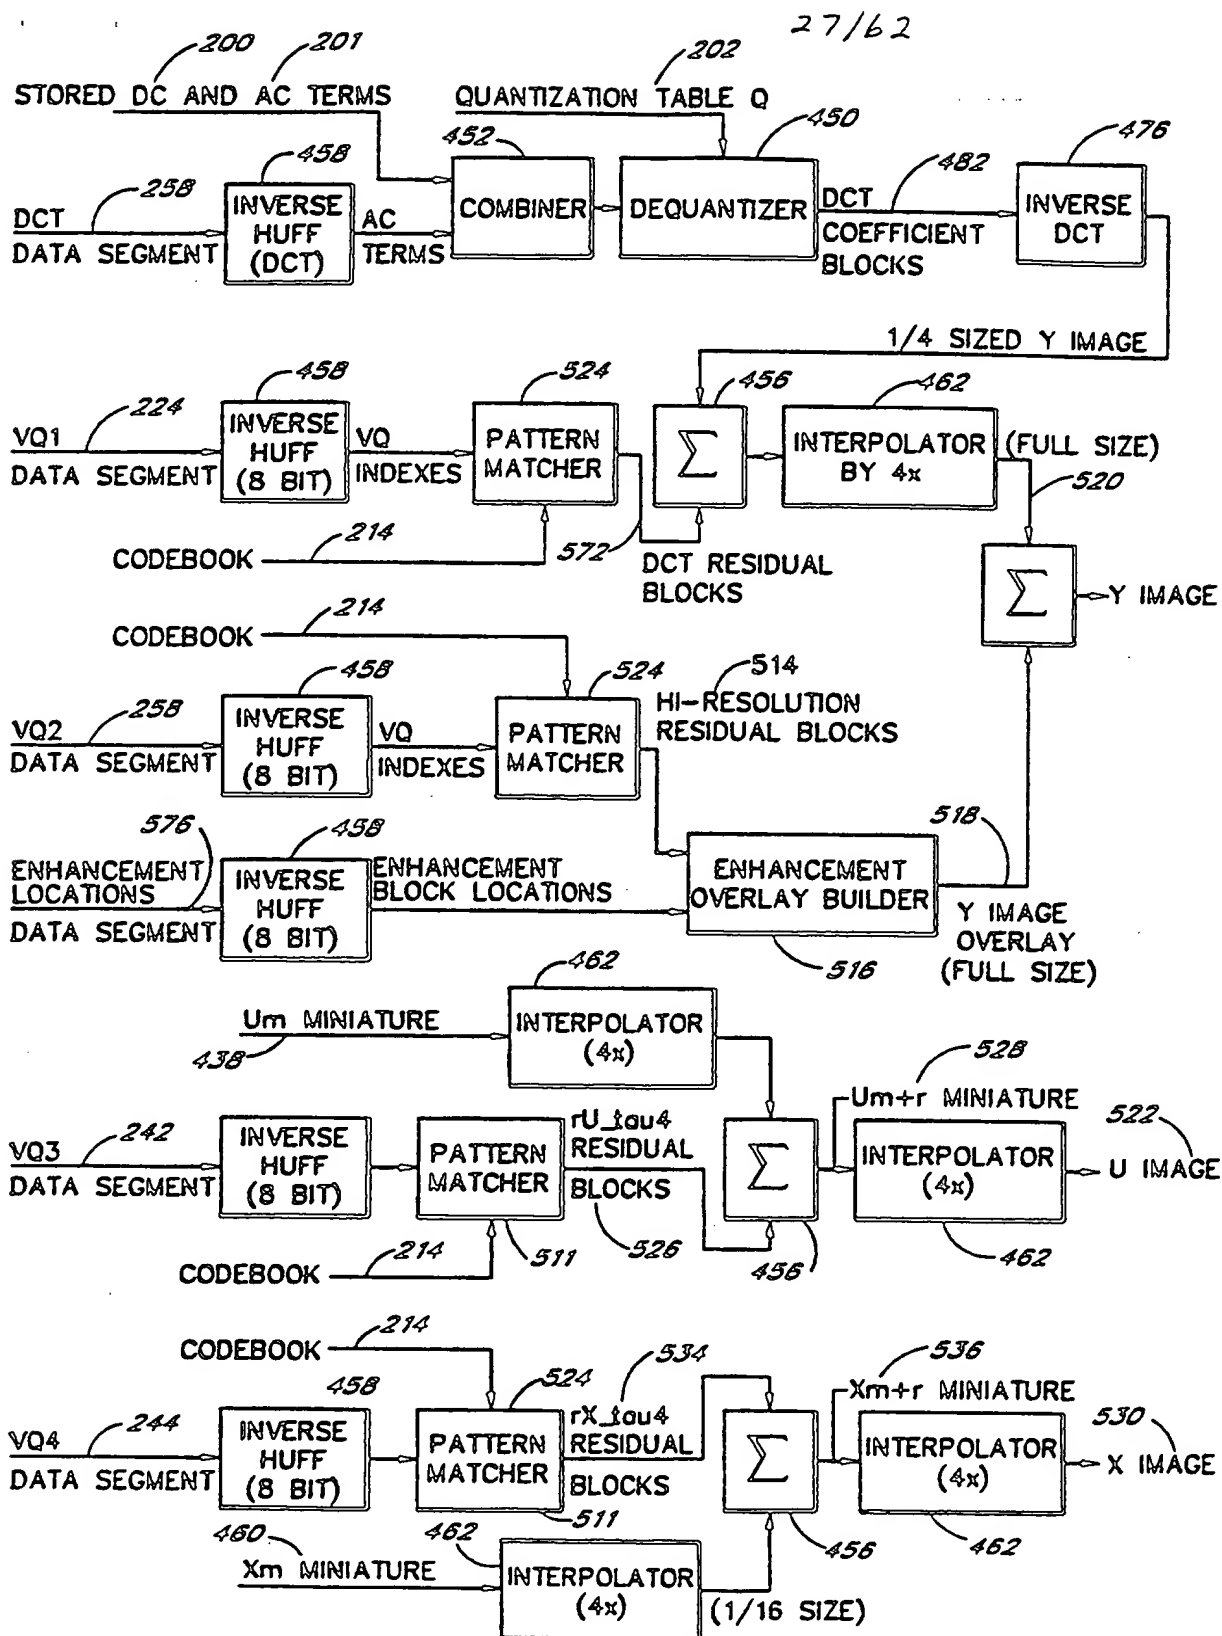 27/62
200
201
202
STORED DC AND AC TERMS
QUANTIZATION TABLE Q
450
452
458
476
482
258
DCT
DATA SEGMENT
INVERSE
HUFF
(DCT)
AC
TERMS
COMBINER
DEQUANTIZER
DCT
COEFFICIENT
BLOCKS
INVERSE
DCT
1/4 SIZED Y IMAGE
458
524
456
462
224
VQ1
DATA SEGMENT
INVERSE
HUFF
(8 BIT)
VQ
INDEXES
PATTERN
MATCHER
Σ
INTERPOLATOR
BY 4x
(FULL SIZE)
520
214
CODEBOOK
572
DCT RESIDUAL
BLOCKS
Σ
Y IMAGE
214
CODEBOOK
458
524
514
HI-RESOLUTION
RESIDUAL BLOCKS
258
VQ2
DATA SEGMENT
INVERSE
HUFF
(8 BIT)
VQ
INDEXES
PATTERN
MATCHER
576
458
518
ENHANCEMENT
LOCATIONS
DATA SEGMENT
INVERSE
HUFF
(8 BIT)
ENHANCEMENT
BLOCK LOCATIONS
ENHANCEMENT
OVERLAY BUILDER
516
Y IMAGE
OVERLAY
(FULL SIZE)
462
Um MINIATURE
438
INTERPOLATOR
(4x)
528
Um+r MINIATURE
522
242
VQ3
DATA SEGMENT
INVERSE
HUFF
(8 BIT)
PATTERN
MATCHER
rU_tau4
RESIDUAL
BLOCKS
526
Σ
INTERPOLATOR
(4x)
U IMAGE
214
CODEBOOK
511
456
462
214
CODEBOOK
534
536
Xm+r MINIATURE
530
458
524
244
VQ4
DATA SEGMENT
INVERSE
HUFF
(8 BIT)
PATTERN
MATCHER
rX_tau4
RESIDUAL
BLOCKS
Σ
INTERPOLATOR
(4x)
X IMAGE
511
456
462
460
462
Xm MINIATURE
INTERPOLATOR
(4x)
(1/16 SIZE)